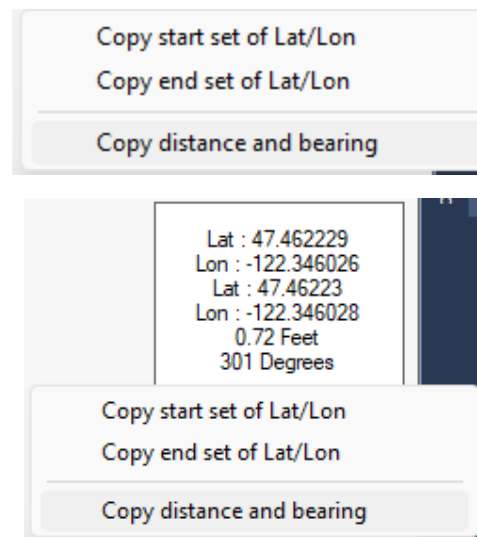 Copy start set of Lat/Lon
Copy end set of Lat/Lon
Copy distance and bearing
Lat : 47.462229
Lon : -122.346026
Lat : 47.46223
Lon : -122.346028
0.72 Feet
301 Degrees
Copy start set of Lat/Lon
Copy end set of Lat/Lon
Copy distance and bearing